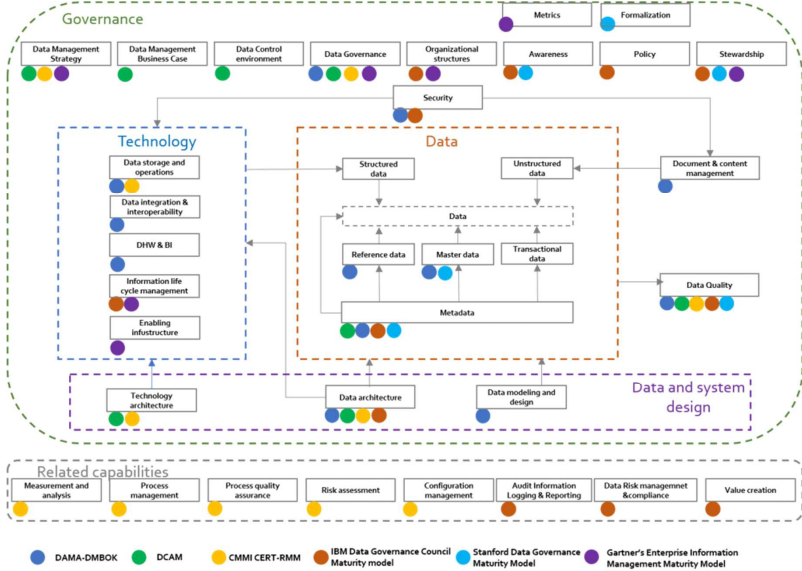 Governance
Metrics
Formalization
Data Management
Strategy
Data Management
Business Case
Data Control
environment
Data Governance
Organizational
structures
Awareness
Policy
Stewardship
Security
Technology
Data
Data storage and
operations
Structured
data
Unstructured
data
Document & content
management
Data integration &
interoperability
Data
DHW & BI
Reference data
Master data
Transactional
data
Information life
cycle management
Data Quality
Metadata
Enabling
infustructure
Technology
architecture
Data architecture
Data modeling and
design
Data and system
design
Related capabilities
Measurement and
analysis
Process
management
Process quality
assurance
Risk assessment
Configuration
management
Audit Information
Logging & Reporting
Data Risk managemnet
&compliance
Value creation
DAMA-DMBOK
DCAM
CMMI CERT-RMM
IBM Data Governance Council
Maturity model
Stanford Data Governance
Maturity Model
Gartner's Enterprise Information
Management Maturity Model